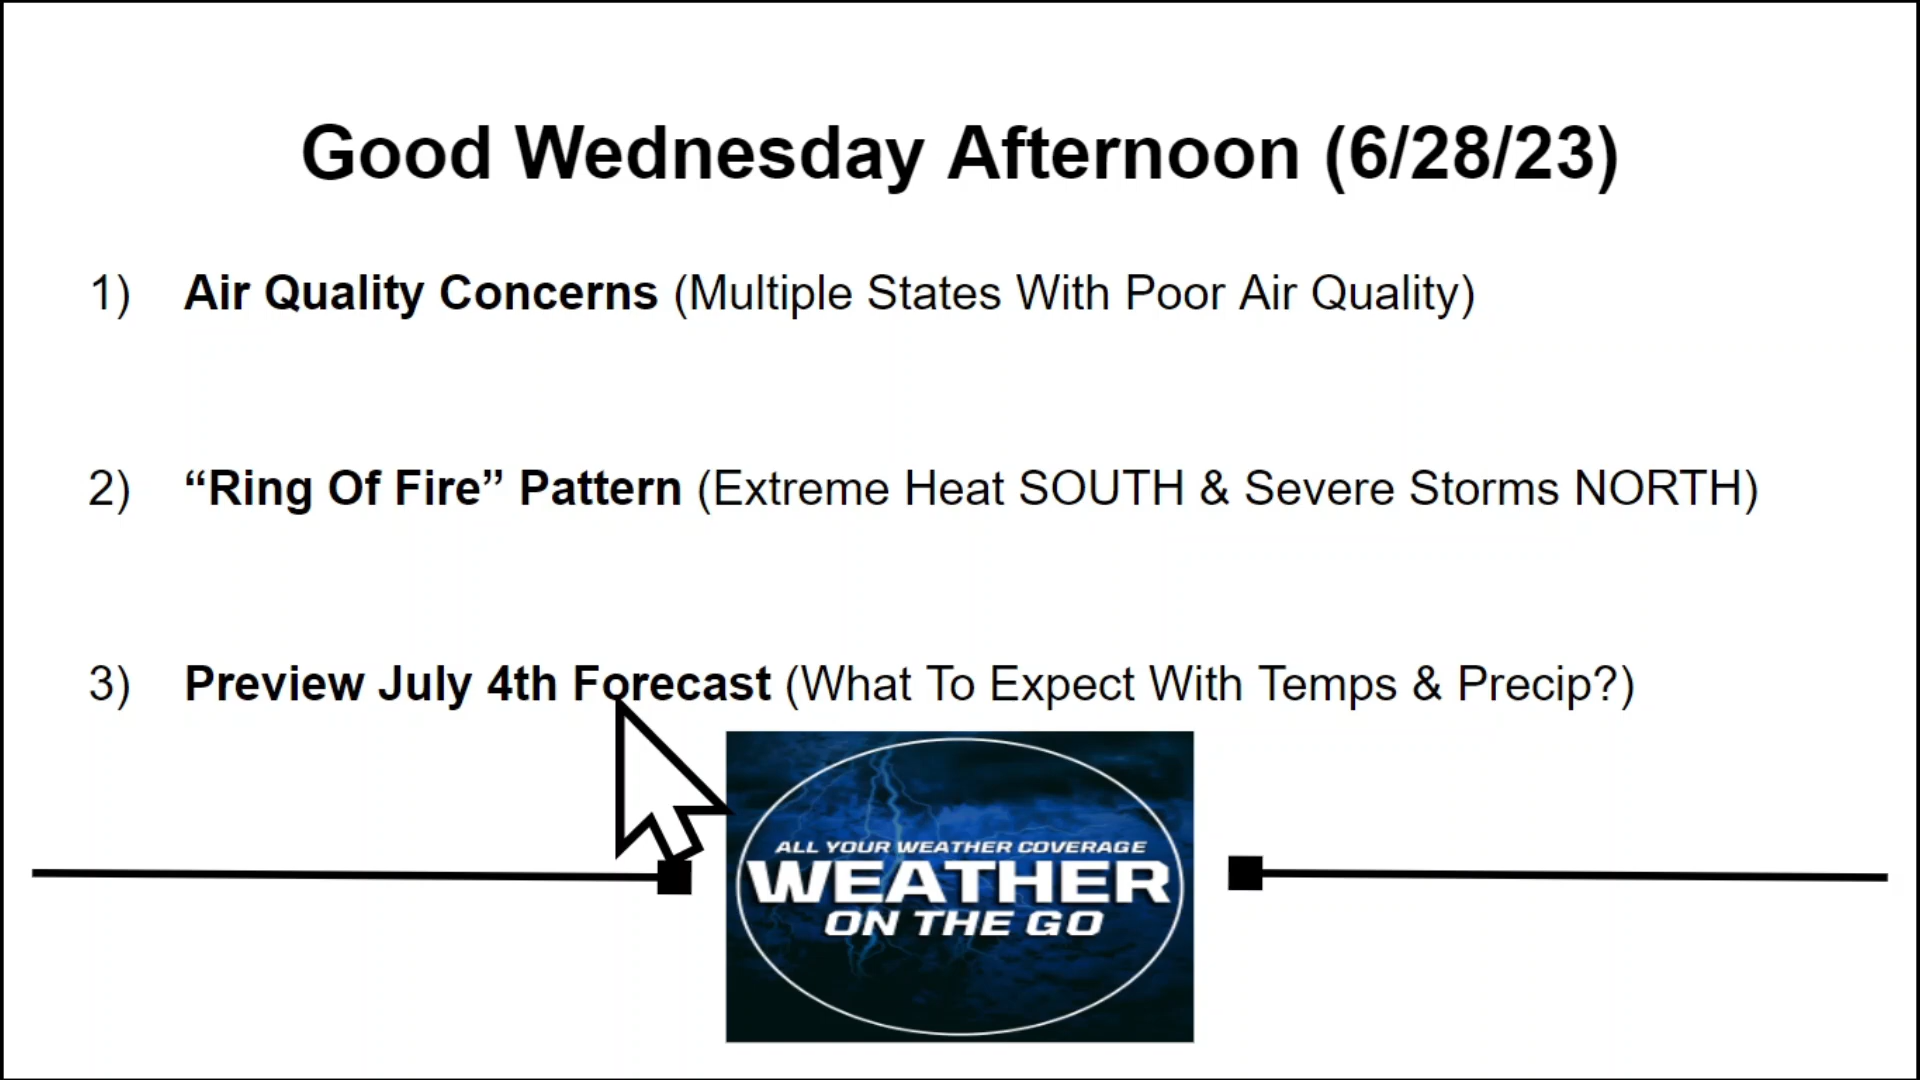 Good Wednesday Afternoon (6/28/23)
1) Air Quality Concerns (Multiple States With Poor Air Quality)
2) “Ring Of Fire” Pattern (Extreme Heat SOUTH & Severe Storms NORTH)
3) Preview July 4th Forecast (What To Expect With Temps & Precip?)
ALL YOUR WEATHER COVERAGE
WEATHER
ON THE GO